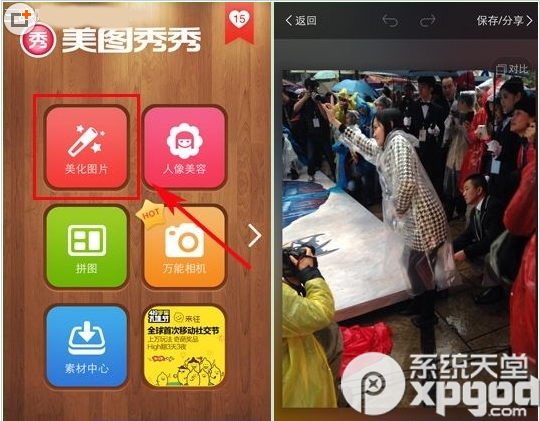 秀 美图秀秀
15
美化图片
人像美容
HOT
拼图
万能相机
素材中心
来往
全球首次移动社交节
上万玩法 奇葩奖品
High超3天3夜
返回
保存/分享
对比
系统天堂
xpgod.com